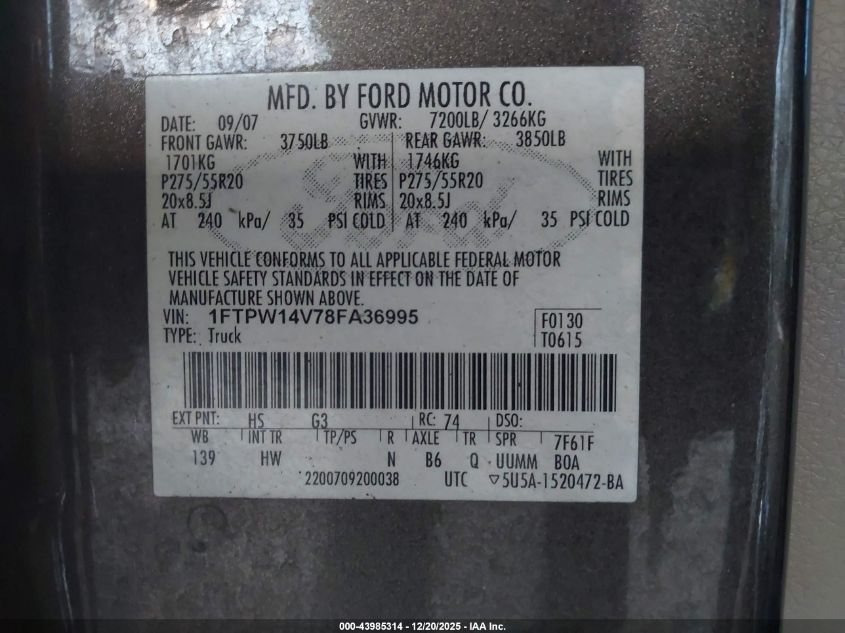 MFD. BY FORD MOTOR CO.
DATE: 09/07 GVWR: 7200LB/ 3266KG
FRONT GAWR: 3750LB REAR GAWR: 3850LB
1701KG WITH 1746KG WITH
P275/55R20 TIRES P275/55R20 TIRES
20x8.5J RIMS 20x8.5J RIMS
AT 240 kPa/ 35 PSI COLD AT 240 kPa/ 35 PSI COLD
THIS VEHICLE CONFORMS TO ALL APPLICABLE FEDERAL MOTOR
VEHICLE SAFETY STANDARDS IN EFFECT ON THE DATE OF
MANUFACTURE SHOWN ABOVE.
VIN: 1FTPW14V78FA36995 F0130
TYPE: Truck T0615
EXT PNT: HS G3 RC: 74 DSO:
WB INT TR TP/PS R AXLE TR SPR 7F61F
139 HW N B6 Q UUMM BOA
2200709200038 UTC ▽5U5A-1520472-BA
Ford
000-43985314 - 12/20/2025 - IAA Inc.